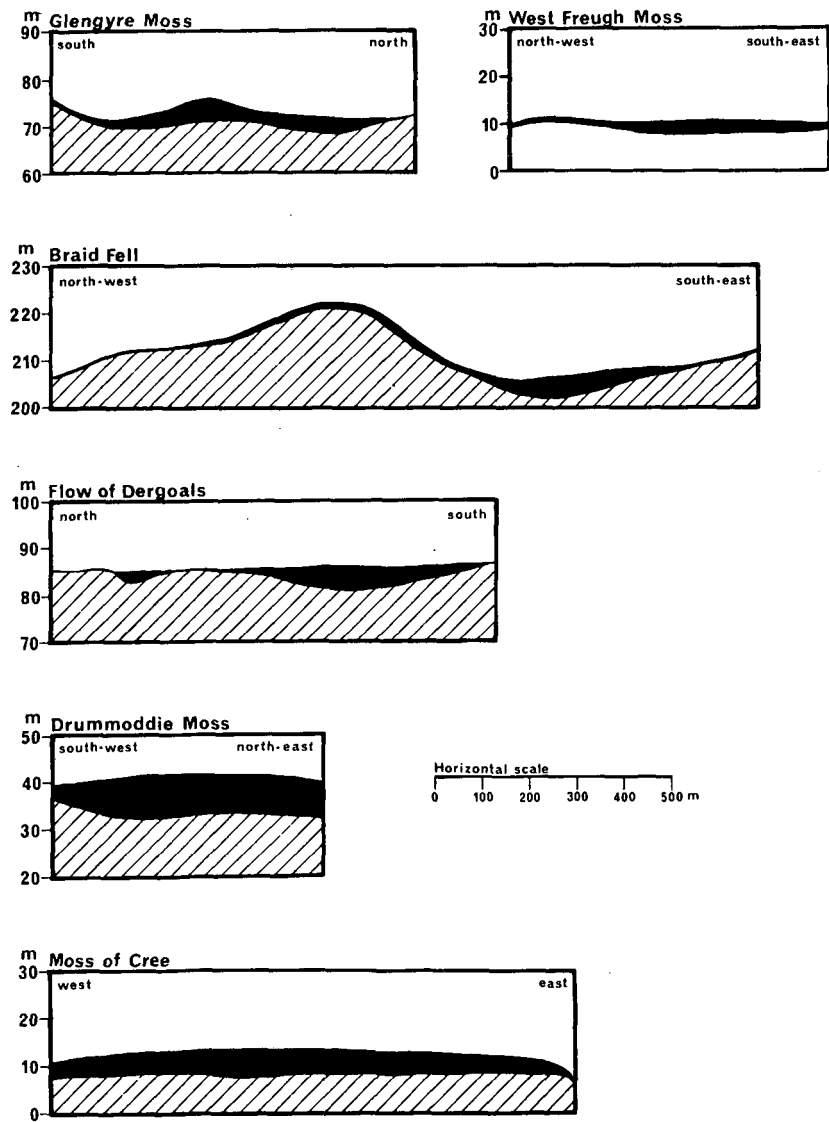 m Glengyre Moss
90
south north
80
70
60
m West Freugh Moss
30
north-west south-east
20
10
0
m
Braid Fell
230
north-west south-east
220
210
200
m
Flow of Dergoals
100
north south
90
80
70
m Drummoddie Moss
50
south-west north-east
40
30
20
Horizontal scale
0 100 200 300 400 500 m
m Moss of Cree
30
west east
20
10
0